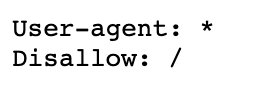 User-agent: *
Disallow: /